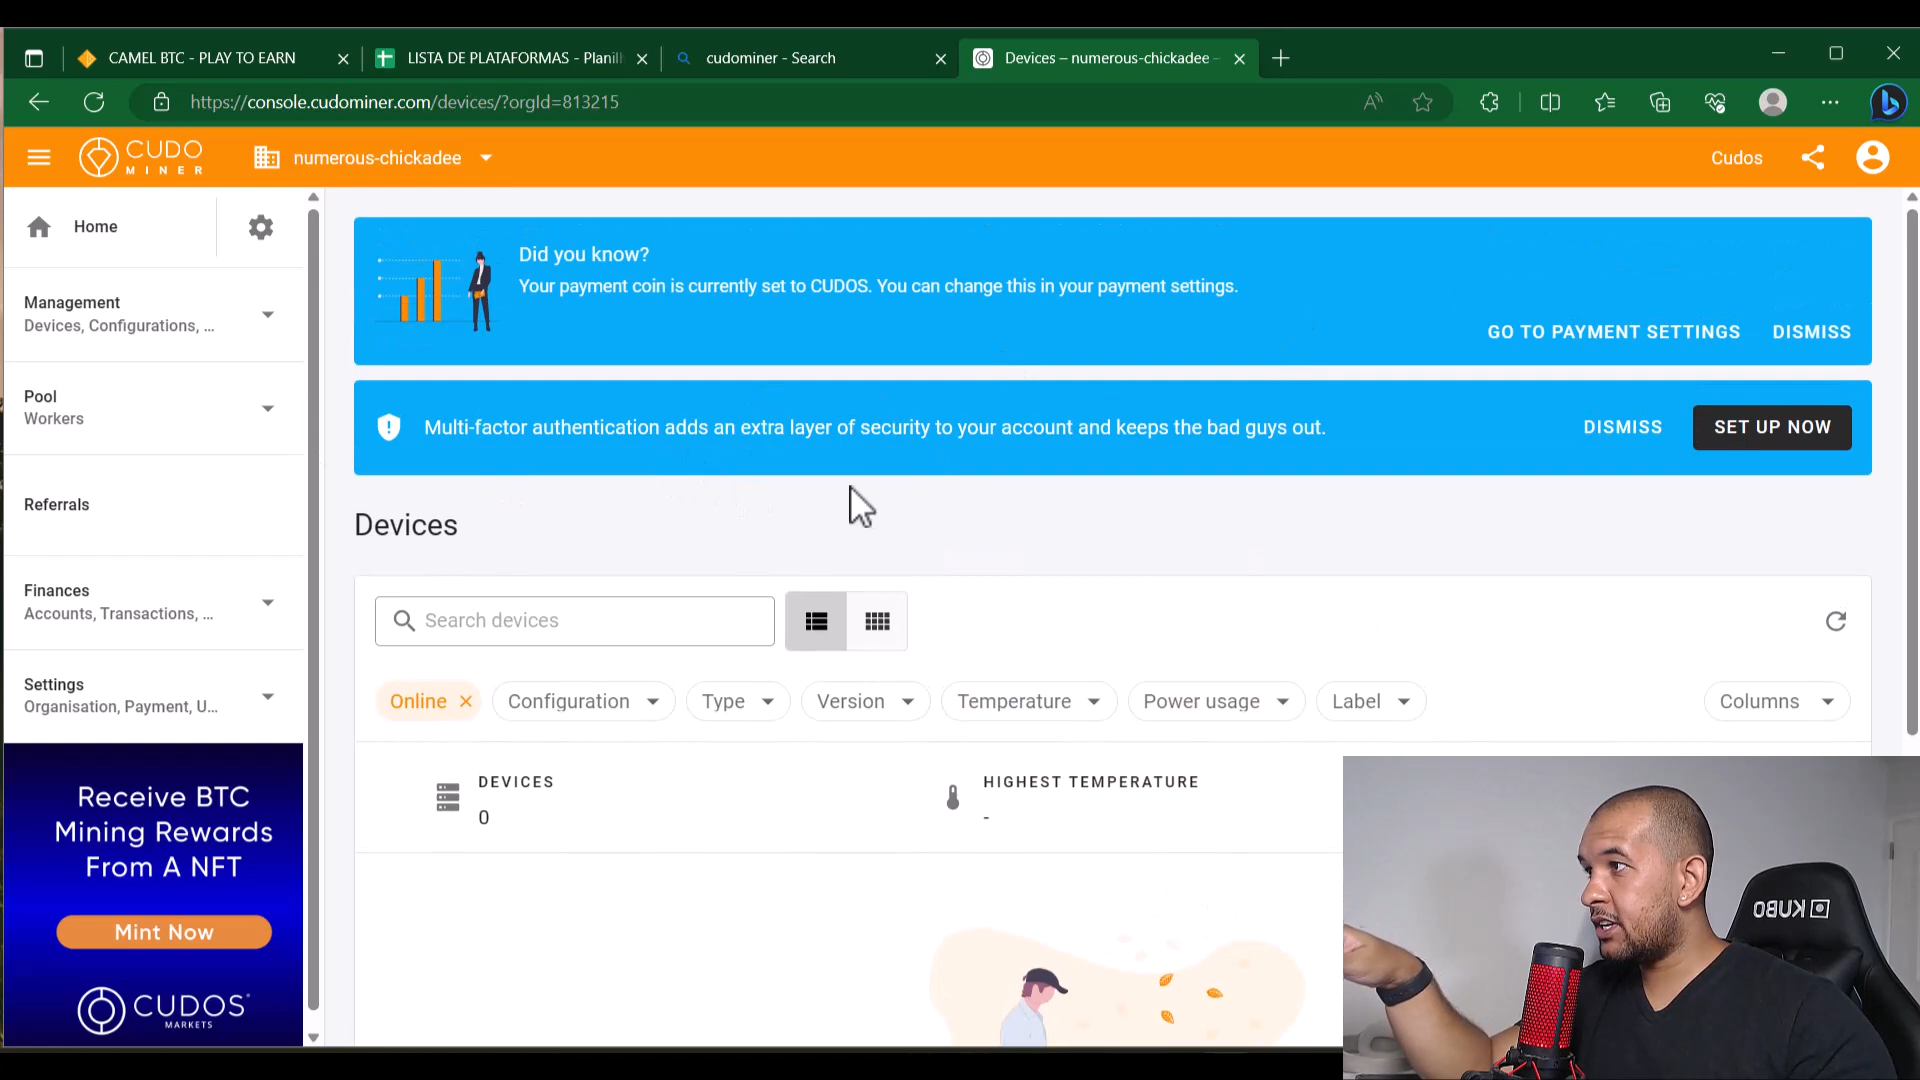 CAMEL BTC - PLAY TO EARN
LISTA DE PLATAFORMAS - Planil
cudominer - Search
Devices – numerous-chickadee –
https://console.cudominer.com/devices/?orgId=813215
CUDO
MINER
numerous-chickadee
Cudos
Home
Management
Devices, Configurations, ...
Pool
Workers
Referrals
Finances
Accounts, Transactions, ...
Settings
Organisation, Payment, U...
Receive BTC
Mining Rewards
From A NFT
Mint Now
CUDOS
MARKETS
Did you know?
Your payment coin is currently set to CUDOS. You can change this in your payment settings.
GO TO PAYMENT SETTINGS
DISMISS
Multi-factor authentication adds an extra layer of security to your account and keeps the bad guys out.
DISMISS
SET UP NOW
Devices
Search devices
Online
Configuration
Type
Version
Temperature
Power usage
Label
Columns
DEVICES
0
HIGHEST TEMPERATURE
-
KUBO